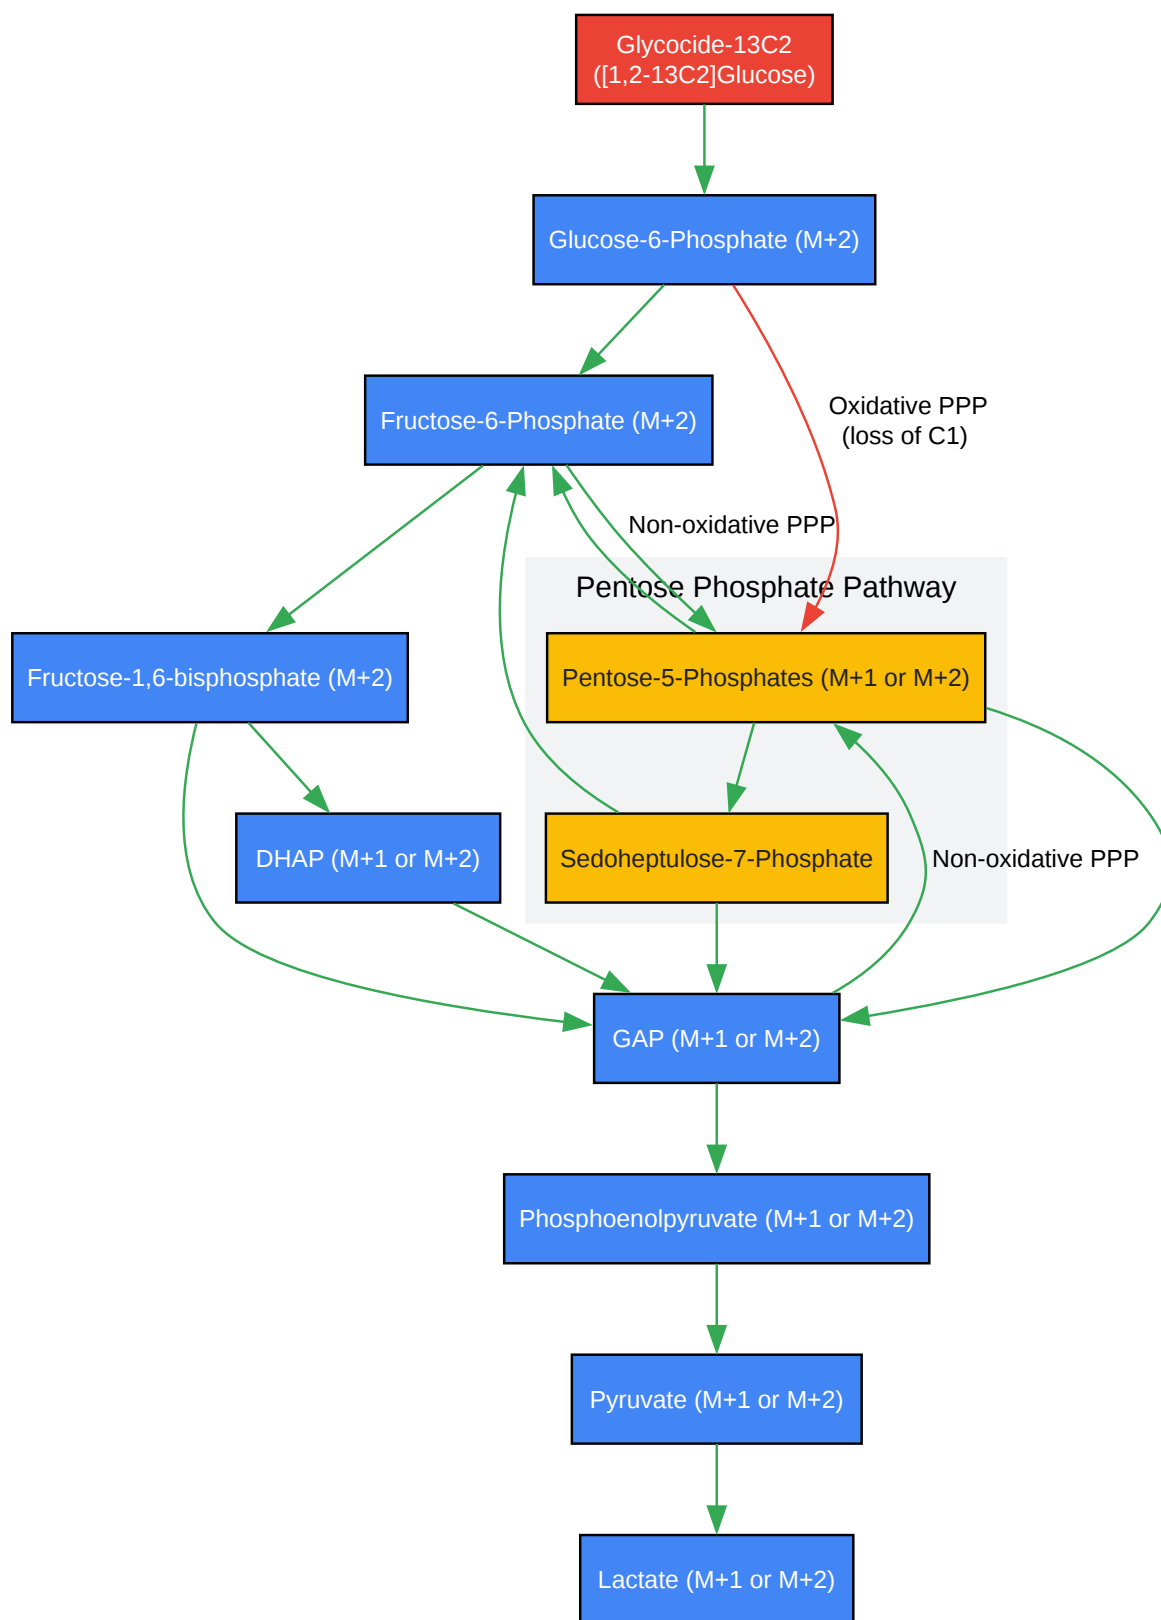 Glycocide-13C2
([1,2-13C2]Glucose)
Glucose-6-Phosphate (M+2)
Fructose-6-Phosphate (M+2)
Oxidative PPP
(loss of C1)
Non-oxidative PPP
Pentose Phosphate Pathway
Fructose-1,6-bisphosphate (M+2)
Pentose-5-Phosphates (M+1 or M+2)
DHAP (M+1 or M+2)
Sedoheptulose-7-Phosphate
Non-oxidative PPP
GAP (M+1 or M+2)
Phosphoenolpyruvate (M+1 or M+2)
Pyruvate (M+1 or M+2)
Lactate (M+1 or M+2)